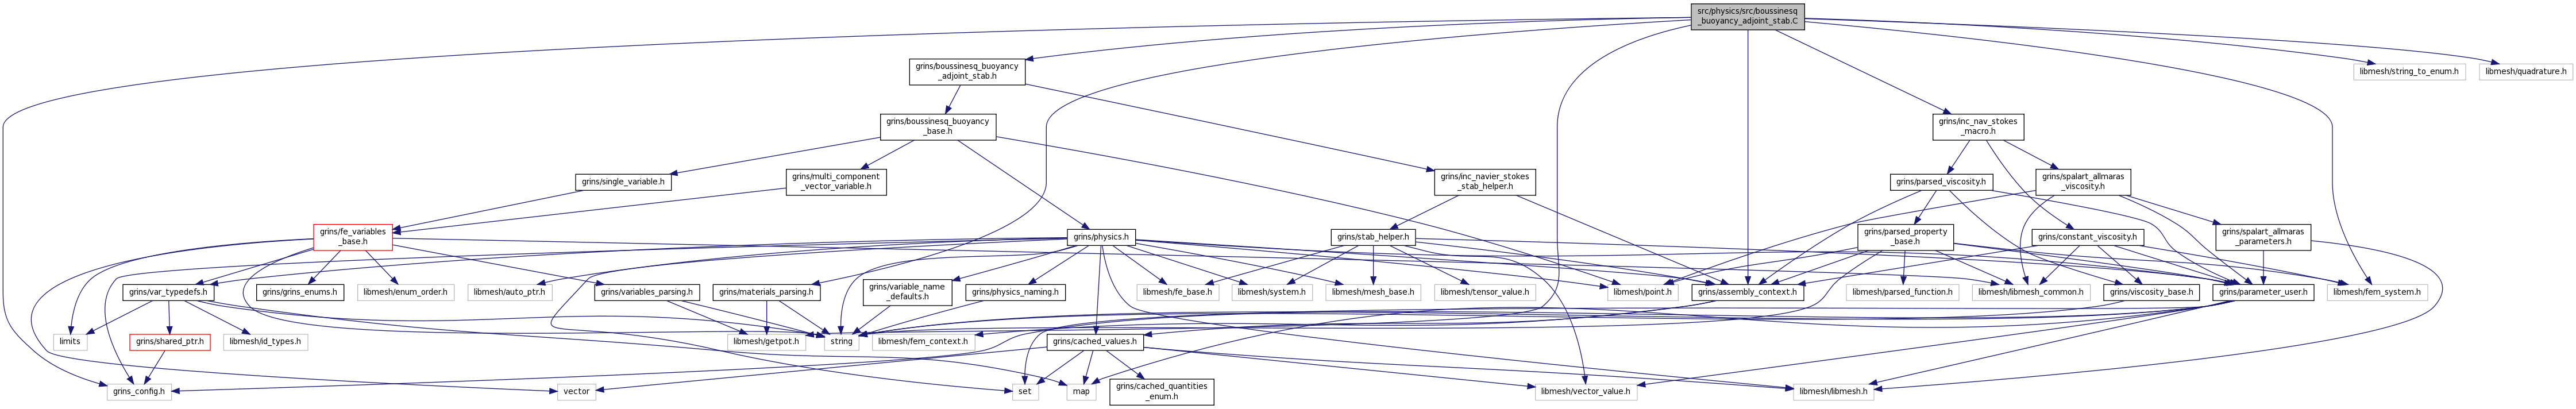 src/physics/src/boussinesq
_buoyancy_adjoint_stab.C
grins/boussinesq_buoyancy
_adjoint_stab.h
libmesh/string_to_enum.h
libmesh/quadrature.h
grins/boussinesq_buoyancy
_base.h
grins/inc_nav_stokes
_macro.h
grins/single_variable.h
grins/multi_component
_vector_variable.h
grins/inc_navier_stokes
_stab_helper.h
grins/parsed_viscosity.h
grins/spalart_allmaras
_viscosity.h
grins/fe_variables
_base.h
grins/physics.h
grins/stab_helper.h
grins/parsed_property
_base.h
grins/constant_viscosity.h
grins/spalart_allmaras
_parameters.h
grins/var_typedefs.h
grins/grins_enums.h
libmesh/enum_order.h
libmesh/auto_ptr.h
grins/variables_parsing.h
grins/materials_parsing.h
grins/variable_name
_defaults.h
grins/physics_naming.h
libmesh/fe_base.h
libmesh/system.h
libmesh/mesh_base.h
libmesh/tensor_value.h
libmesh/point.h
grins/assembly_context.h
libmesh/parsed_function.h
libmesh/libmesh_common.h
grins/viscosity_base.h
grins/parameter_user.h
libmesh/fem_system.h
limits
grins/shared_ptr.h
libmesh/id_types.h
libmesh/getpot.h
string
libmesh/fem_context.h
grins/cached_values.h
grins_config.h
vector
set
map
grins/cached_quantities
_enum.h
libmesh/vector_value.h
libmesh/libmesh.h